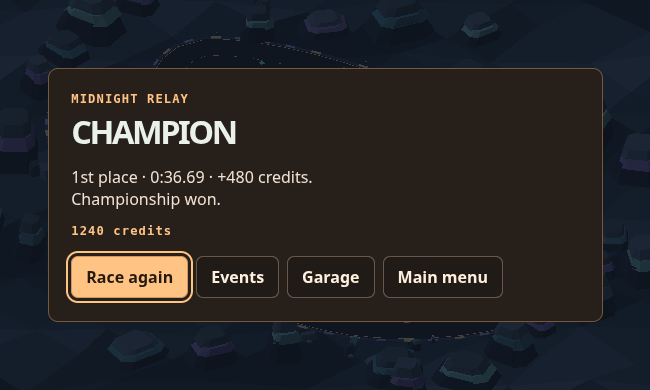 MIDNIGHT RELAY
CHAMPION
1st place · 0:36.69 · +480 credits.
Championship won.
1240 credits
Race again
Events
Garage
Main menu